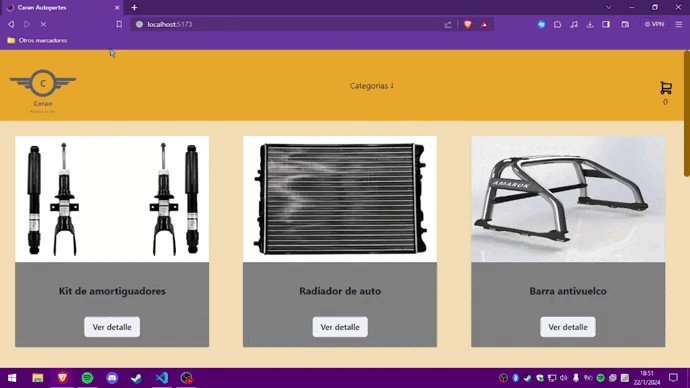 Caran Autopartes
localhost:5173
VPN
Otros marcadores
C
Caran
Categorias ↓
0
AMAROK
Kit de amortiguadores
Radiador de auto
Barra antivuelco
Ver detalle
Ver detalle
Ver detalle
18:51
22/1/2024